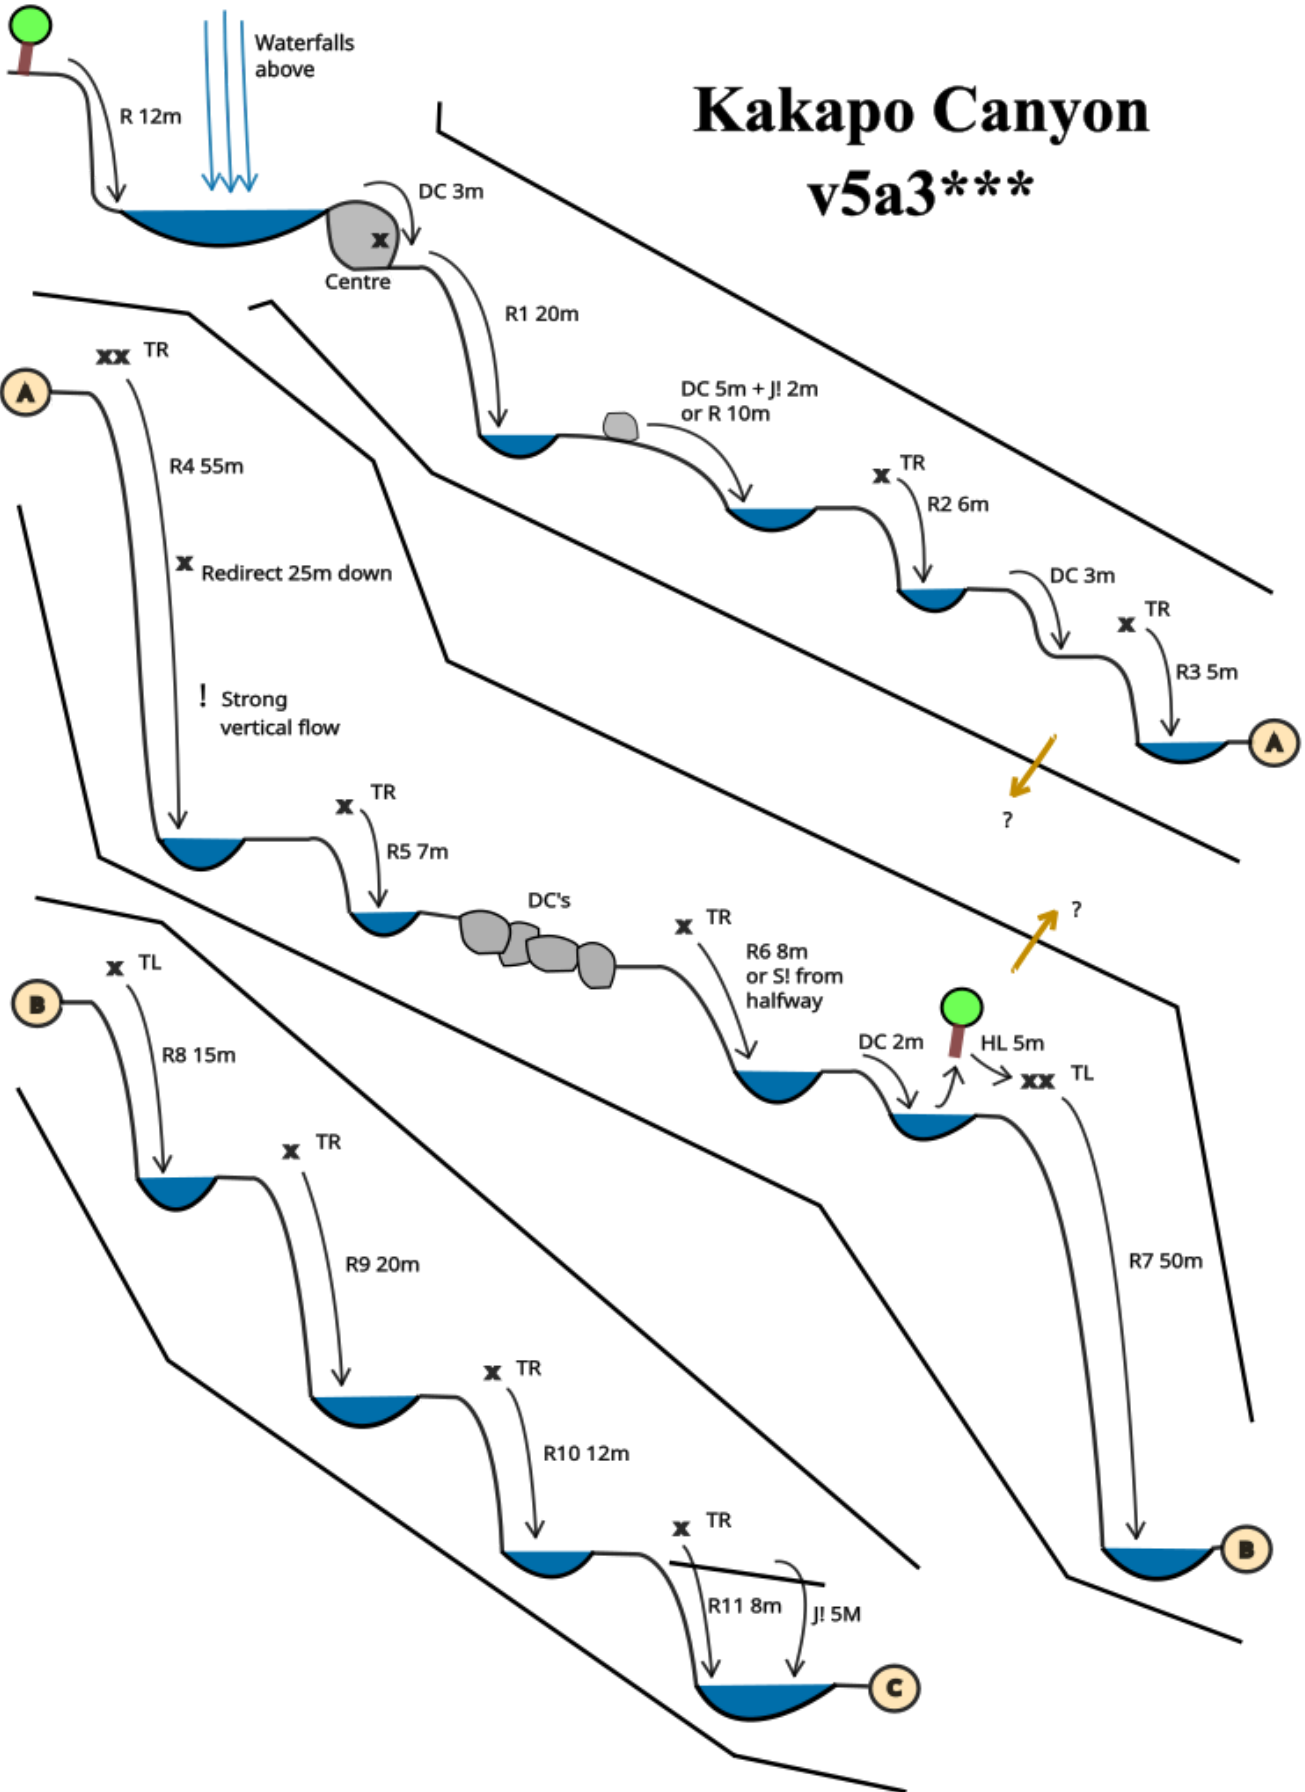 Kakapo Canyon
v5a3***
Waterfalls
above
R 12m
DC 3m
x
Centre
R1 20m
DC 5m + J! 2m
or R 10m
x TR
R2 6m
DC 3m
x TR
R3 5m
A
?
xx TR
A
R4 55m
x Redirect 25m down
! Strong
vertical flow
x TR
R5 7m
DC's
x TR
R6 8m
or S! from
halfway
DC 2m
?
HL 5m
xx TL
R7 50m
B
x TL
B
R8 15m
x TR
R9 20m
x TR
R10 12m
x TR
R11 8m
J! 5M
C